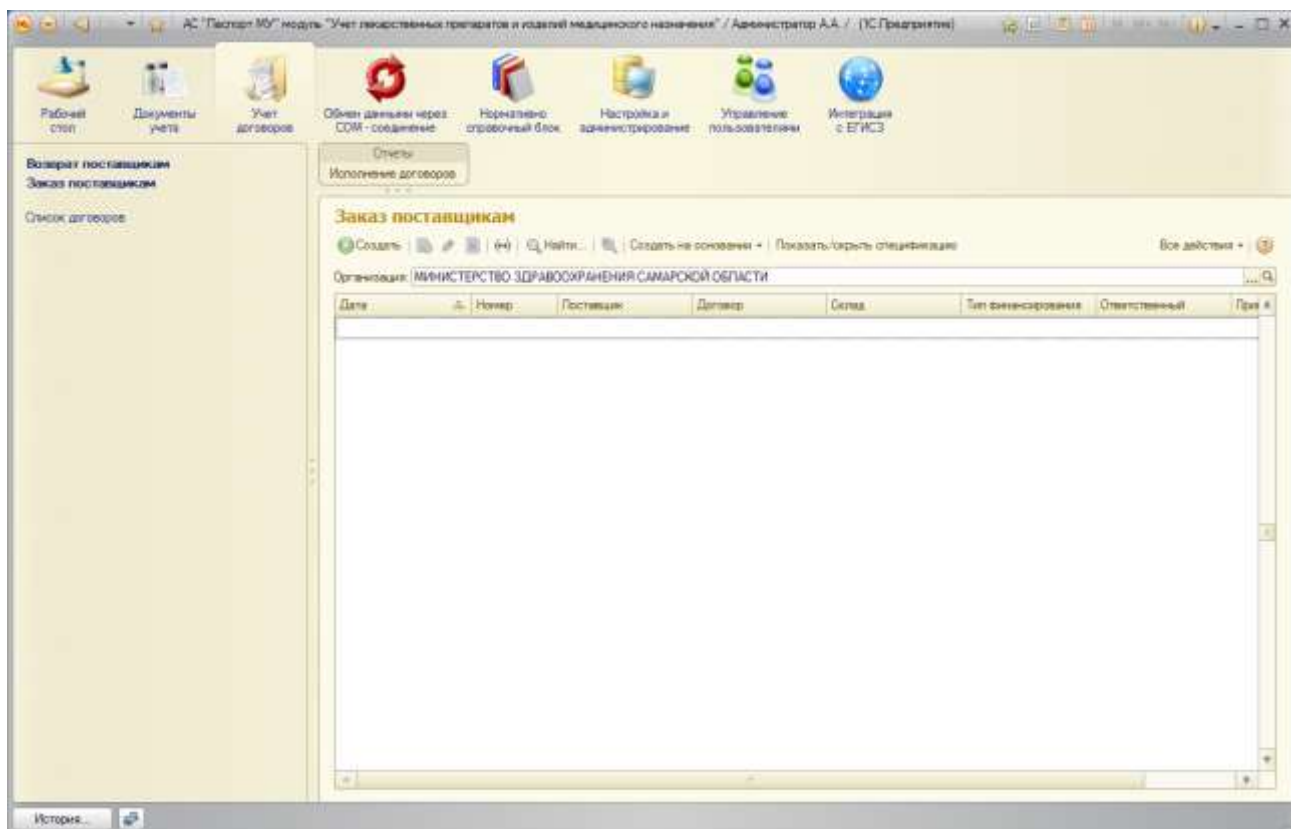 АС "Паспорт МУ" модуль "Учет лекарственных препаратов и изделий медицинского назначения" / Администратор А.А. / (1С:Предприятие)
Рабочий стол
Документы учета
Учет договоров
Обмен данными через COM - соединение
Нормативно справочный блок
Настройка и администрирование
Управление пользователями
Интеграция с ЕГИСЗ
Возврат поставщикам
Заказ поставщикам
Список договоров
Отчеты
Исполнение договоров
Заказ поставщикам
Создать Найти... Создать на основании Показать/скрыть спецификацию Все действия
Организация: МИНИСТЕРСТВО ЗДРАВООХРАНЕНИЯ САМАРСКОЙ ОБЛАСТИ ...
Дата Номер Поставщик Договор Склад Тип финансирования Ответственный
История...